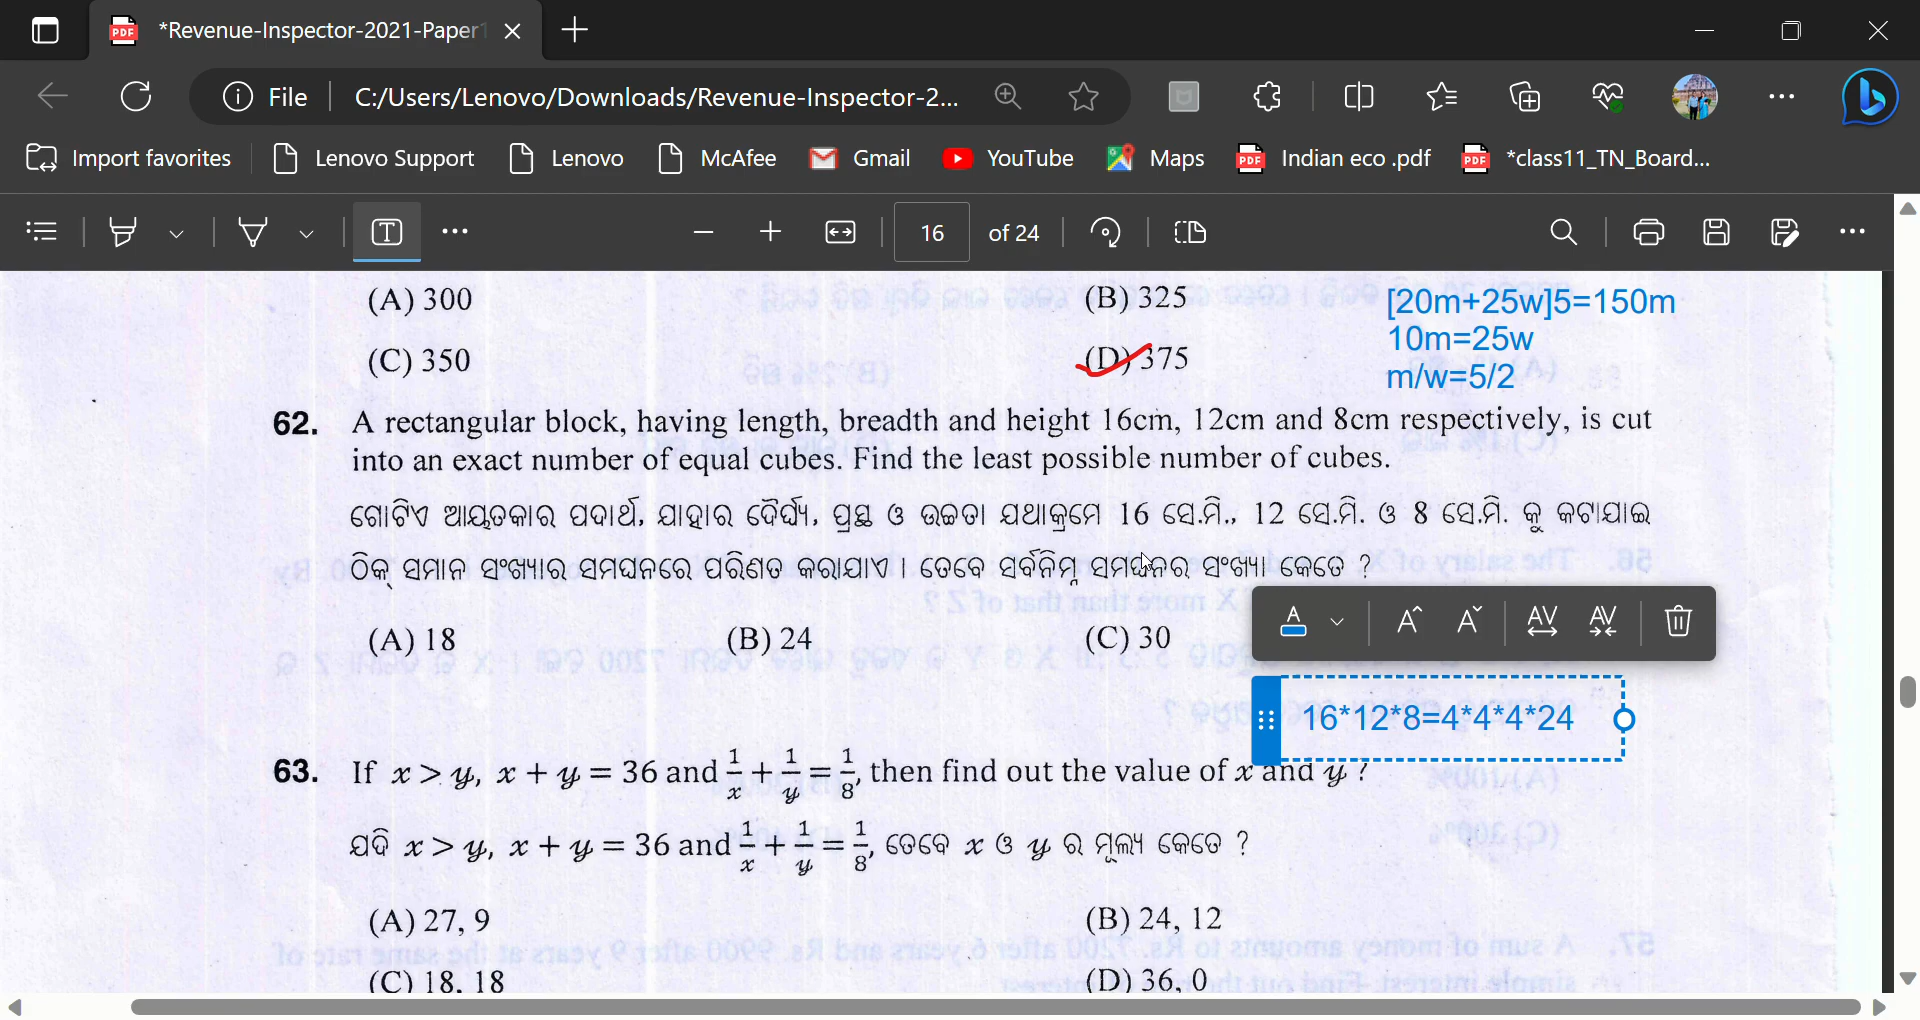 *Revenue-Inspector-2021-Paper1
File C:/Users/Lenovo/Downloads/Revenue-Inspector-2...
Import favorites Lenovo Support Lenovo McAfee Gmail YouTube Maps Indian eco .pdf *class11_TN_Board...
16 of 24
(A) 300 (B) 325
[20m+25w]5=150m
10m=25w
(C) 350 (D) 375
m/w=5/2
62. A rectangular block, having length, breadth and height 16cm, 12cm and 8cm respectively, is cut
into an exact number of equal cubes. Find the least possible number of cubes.
ଗୋଟିଏ ଆୟତକାର ପଦାର୍ଥ, ଯାହାର ଦୈର୍ଘ୍ୟ, ପ୍ରସ୍ଥ ଓ ଉଚ୍ଚତା ଯଥାକ୍ରମେ 16 ସେ.ମି., 12 ସେ.ମି. ଓ 8 ସେ.ମି. କୁ କଟାଯାଇ
ଠିକ୍ ସମାନ ସଂଖ୍ୟାର ସମଘନରେ ପରିଣତ କରାଯାଏ । ତେବେ ସର୍ବନିମ୍ନ ସମଘନର ସଂଖ୍ୟା କେତେ ?
(A) 18 (B) 24 (C) 30
16*12*8=4*4*4*24
63. If x > y, x + y = 36 and 1/x + 1/y = 1/8, then find out the value of x and y ?
ଯଦି x > y, x + y = 36 and 1/x + 1/y = 1/8, ତେବେ x ଓ y ର ମୂଲ୍ୟ କେତେ ?
(A) 27, 9 (B) 24, 12
(C) 18, 18 (D) 36, 0